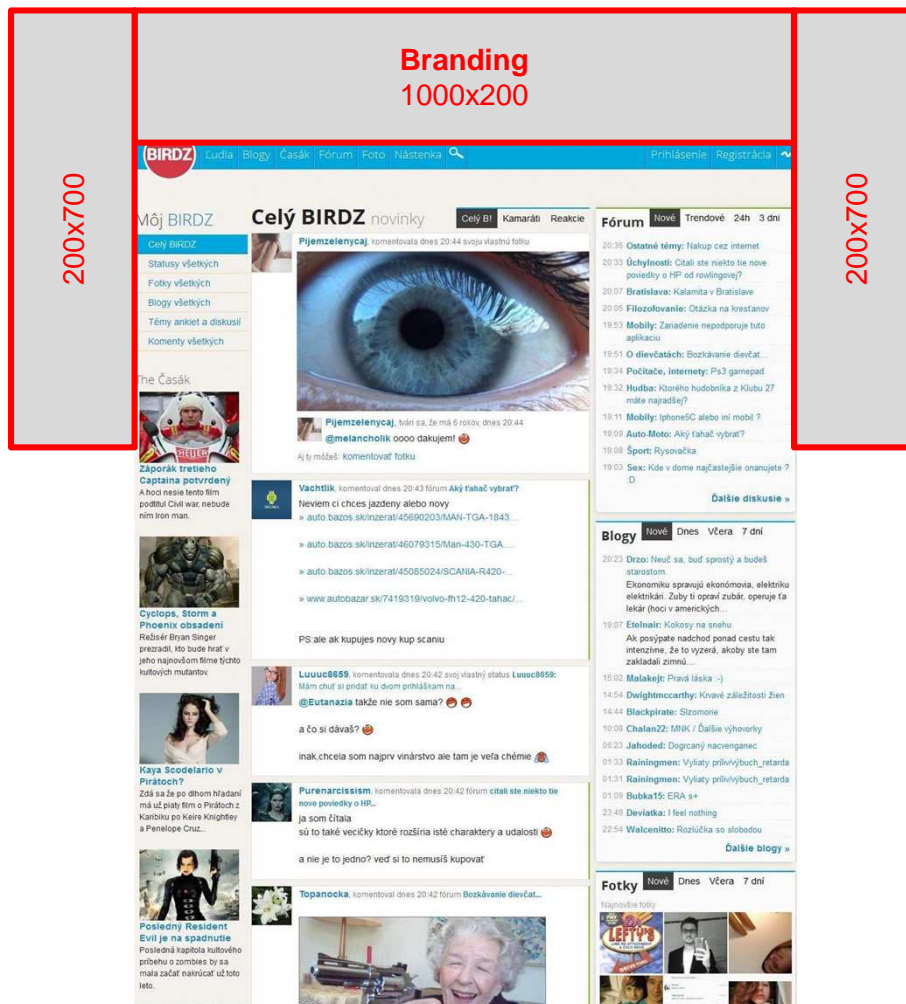 Branding
1000x200
200x700
200x700
BIRDZ Ľudia Blogy Časák Fórum Foto Nástenka Prihlásenie Registrácia
Môj BIRDZ
Celý BIRDZ
Statusy všetkých
Fotky všetkých
Blogy všetkých
Témy ankiet a diskusií
Komenty všetkých
The Časák
Záporák tretieho
Captaina potvrdený
A hoci nesie tento film
podtitul Civil war, nebude
ním Iron man.
Cyclops, Storm a
Phoenix obsadení
Režisér Bryan Singer
prezradil, kto bude hrať v
jeho najnovšom filme týchto
kultových mutantov.
Kaya Scodelario v
Pirátoch?
Zdá sa že po dlhom hľadaní
má už piaty film o Pirátoch z
Karibiku po Keire Knightley
a Penelope Cruz...
Posledný Resident
Evil je na spadnutie
Posledná kapitola kultového
príbehu o zombies by sa
mala začať nakrúcať už toto
leto.
Celý BIRDZ novinky Celý B! Kamaráti Reakcie
Pijemzelenycaj, komentovala dnes 20:44 svoju vlastnú fotku
Pijemzelenycaj, tvári sa, že má 6 rokov, dnes 20:44
@melancholik oooo dakujem!
Aj ty môžeš: komentovať fotku
Vachtlik, komentoval dnes 20:43 fórum Aký ťahač vybrať?
Neviem ci chces jazdeny alebo novy
» auto.bazos.sk/inzerat/45690203/MAN-TGA-1843...
» auto.bazos.sk/inzerat/46079315/Man-430-TGA...
» auto.bazos.sk/inzerat/45085024/SCANIA-R420-...
» www.autobazar.sk/7419319/volvo-fh12-420-tahac/...
PS:ale ak kupujes novy kup scaniu
Luuuc8659, komentovala dnes 20:42 svoj vlastný status Luuuc8659:
Mám chuť si pridať ku dvom prihláškam na...
@Eutanazia takže nie som sama?
a čo si dávaš?
inak,chcela som najprv vinárstvo ale tam je veľa chémie
Purenarcissism, komentovala dnes 20:42 fórum citali ste niekto tie
nove poviedky o HP...
ja som čítala
sú to také vecičky ktoré rozšíria isté charaktery a udalosti
a nie je to jedno? veď si to nemusíš kupovať
Topanocka, komentoval dnes 20:42 fórum Bozkávanie dievčat...
Fórum Nové Trendové 24h 3 dni
20:35 Ostatné témy: Nakup cez internet
20:33 Úchylnosti: Citali ste niekto tie nove
poviedky o HP od rowlingovej?
20:07 Bratislava: Kalamita v Bratislave
20:05 Filozofovanie: Otázka na kresťanov
19:53 Mobily: Zariadenie nepodporuje tuto
aplikaciu
19:51 O dievčatách: Bozkávanie dievčat...
19:34 Počítače, internety: Ps3 gamepad
19:32 Hudba: Ktorého hudobníka z Klubu 27
máte najradšej?
19:11 Mobily: Iphone5C alebo iní mobil ?
19:09 Auto-Moto: Aký ťahač vybrať?
19:08 Šport: Rysovačka
19:03 Sex: Kde v dome najčastejšie onanujete ?
:D
Ďalšie diskusie »
Blogy Nové Dnes Včera 7 dní
20:23 Drzo: Neuč sa, buď sprostý a budeš
starostom.
Ekonomiku spravujú ekonómovia, elektriku
elektrikári. Zuby ti opraví zubár, operuje ťa
lekár (hoci v amerických...
19:07 Etelnair: Kokosy na snehu
Ak posýpate nadchod ponad cestu tak
intenzívne, že to vyzerá, akoby ste tam
zakladali zimnú...
15:02 Malakejt: Pravá láska :-)
14:54 Dwightmccarthy: Krvavé záležitosti žien
14:44 Blackpirate: Slzomorie
10:09 Chalan22: MNK / Ďalšie výhovorky
06:23 Jahoded: Dogrcaný nacvenganec
01:33 Rainingmen: Vyliaty príliv/výbuch_retarda
01:31 Rainingmen: Vyliaty príliv/výbuch_retarda
01:09 Bubka15: ERA s+
23:49 Deviatka: I feel nothing
22:54 Walcenitto: Rozlúčka so slobodou
Ďalšie blogy »
Fotky Nové Dnes Včera 7 dní
Najnovšie fotky
LEFTY'S